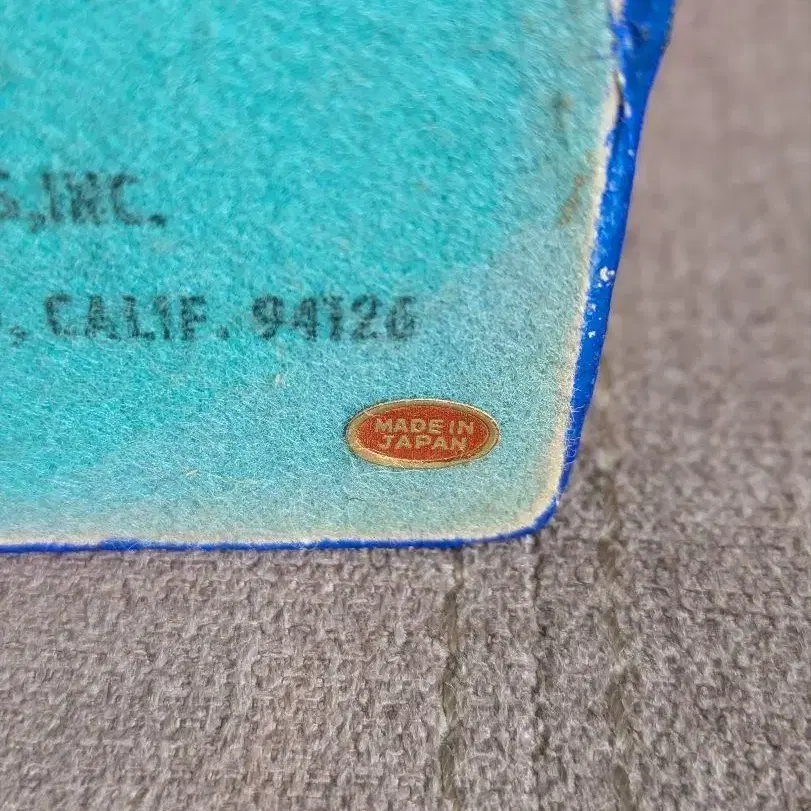 S, INC.
, CALIF. 94126
MADE IN
JAPAN